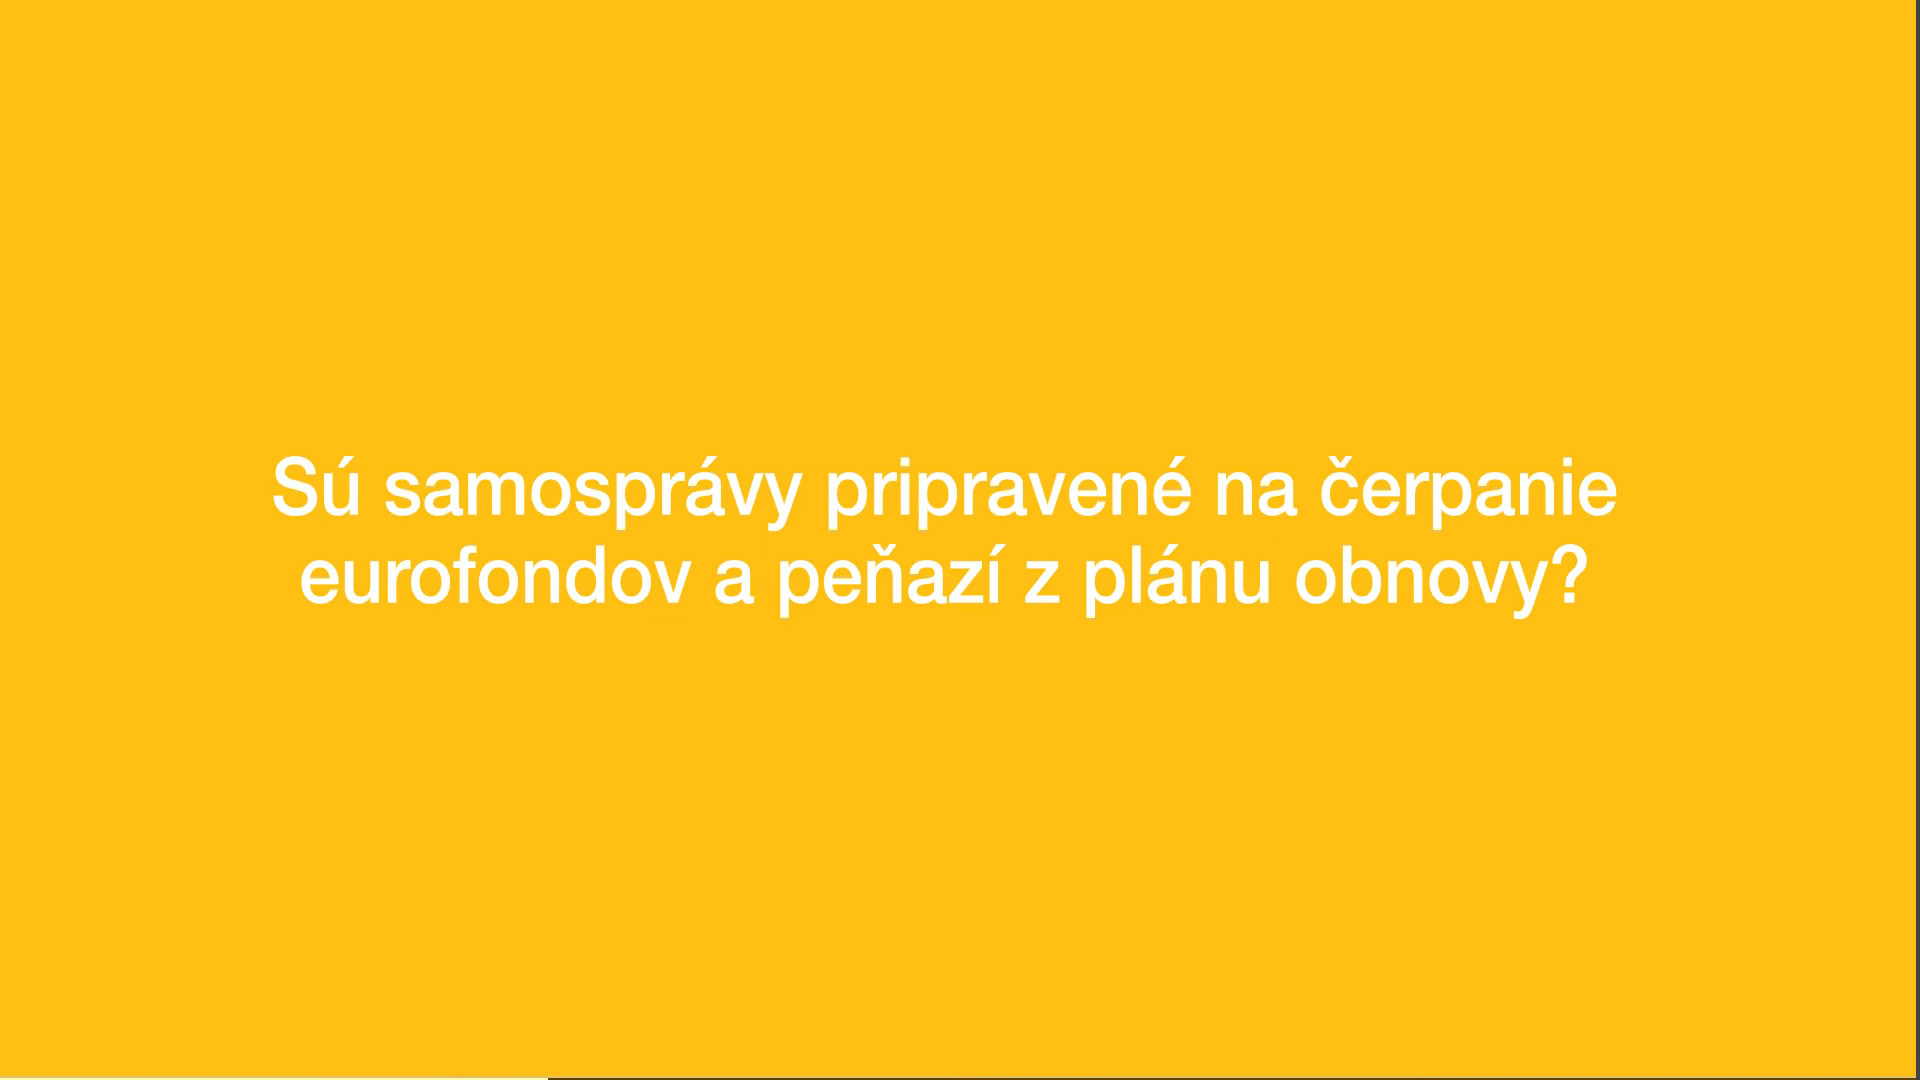 Sú samosprávy pripravené na čerpanie
eurofondov a peňazí z plánu obnovy?